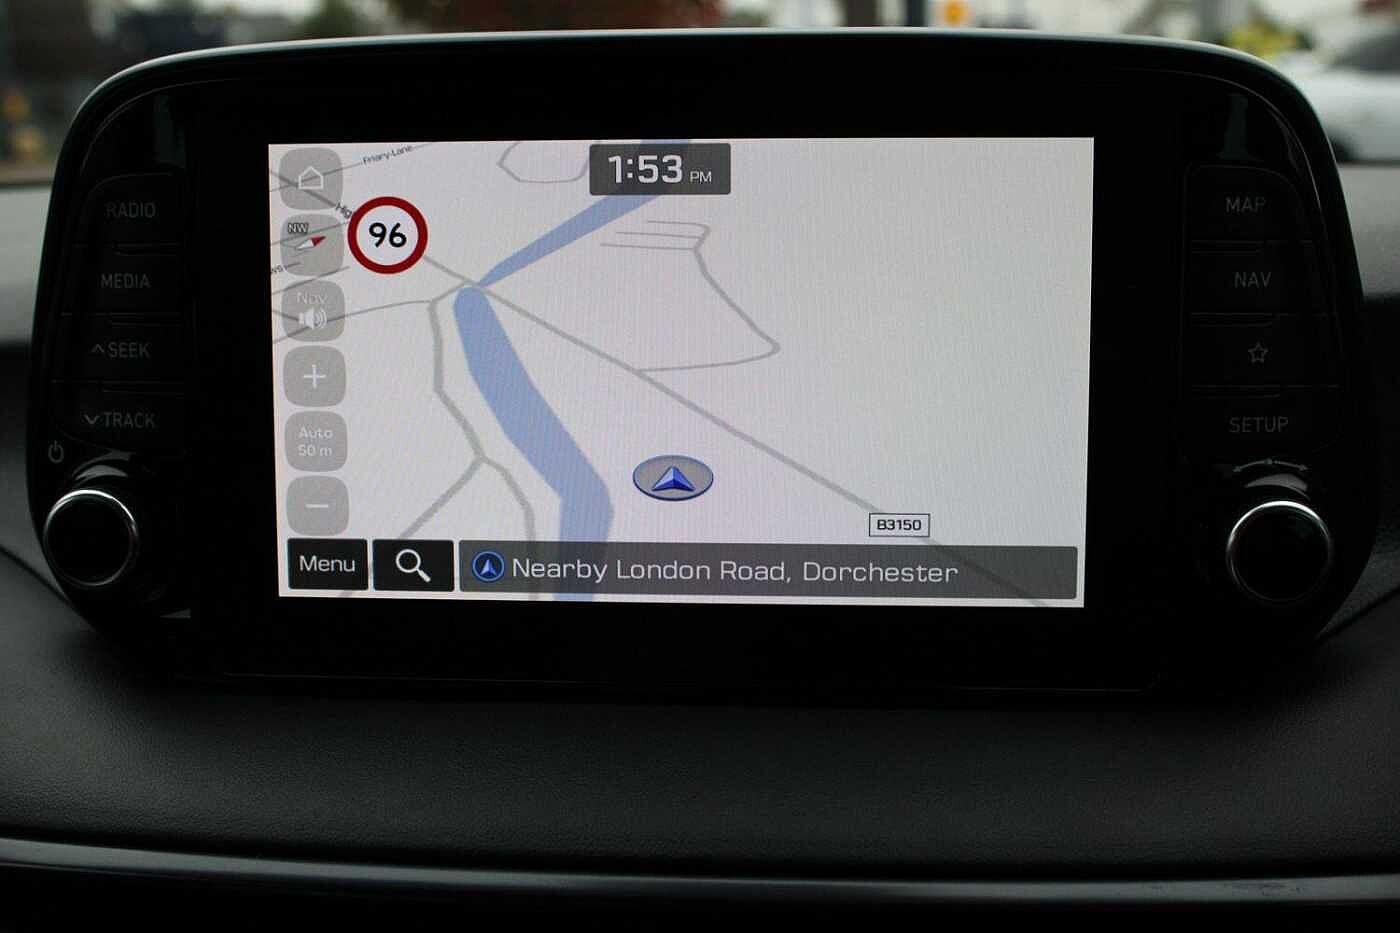 RADIO
MEDIA
SEEK
TRACK
Priary-Lane
1:53 PM
NW
96
Nav
+
Auto
50 m
−
B3150
Menu
Nearby London Road, Dorchester
MAP
NAV
SETUP